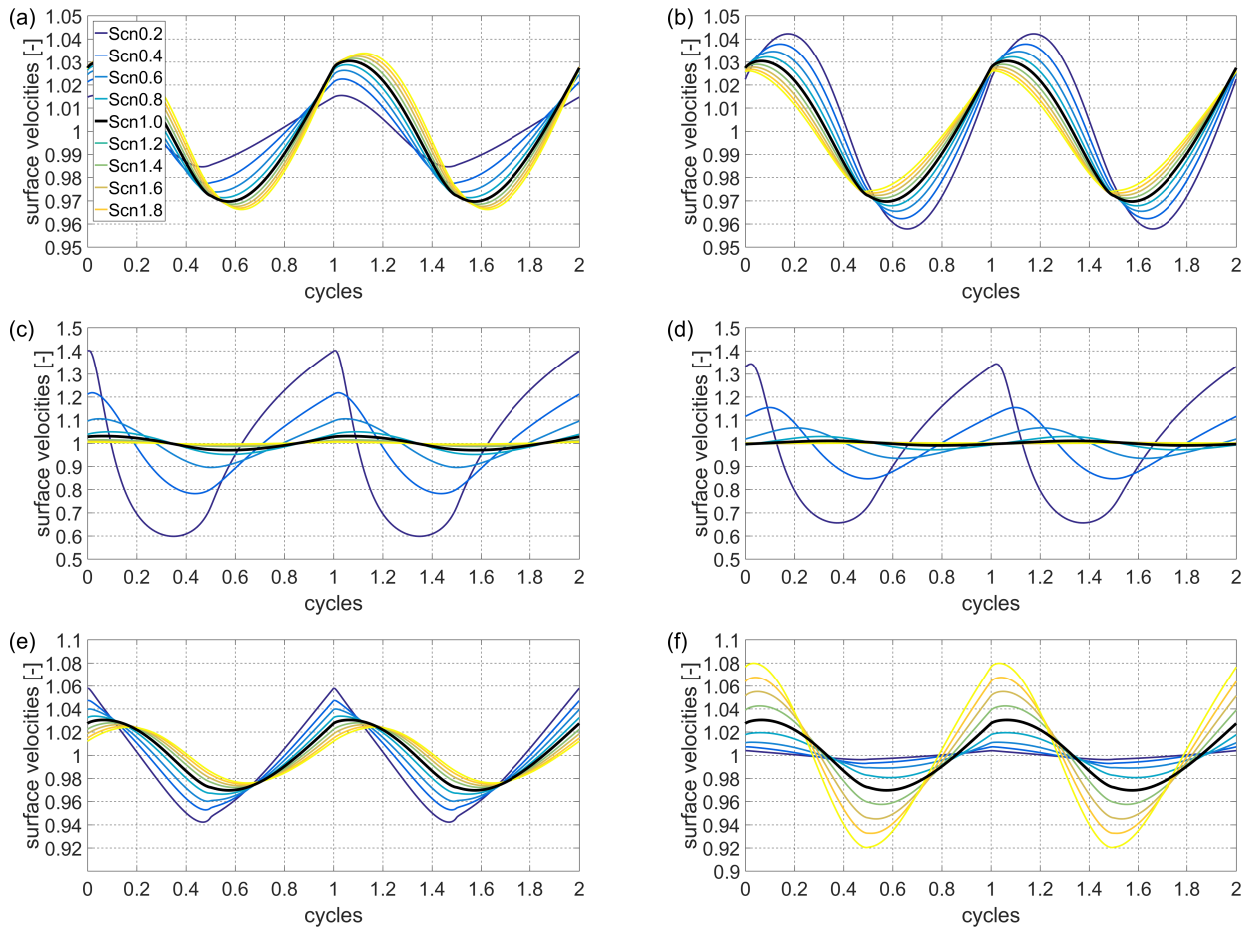 (a)
surface velocities [-]
1.05
1.04
1.03
1.02
1.01
1
0.99
0.98
0.97
0.96
0.95
Scn0.2
Scn0.4
Scn0.6
Scn0.8
Scn1.0
Scn1.2
Scn1.4
Scn1.6
Scn1.8
0 0.2 0.4 0.6 0.8 1 1.2 1.4 1.6 1.8 2
cycles
(b)
surface velocities [-]
1.05
1.04
1.03
1.02
1.01
1
0.99
0.98
0.97
0.96
0.95
0 0.2 0.4 0.6 0.8 1 1.2 1.4 1.6 1.8 2
cycles
(c)
surface velocities [-]
1.5
1.4
1.3
1.2
1.1
1
0.9
0.8
0.7
0.6
0.5
0 0.2 0.4 0.6 0.8 1 1.2 1.4 1.6 1.8 2
cycles
(d)
surface velocities [-]
1.5
1.4
1.3
1.2
1.1
1
0.9
0.8
0.7
0.6
0.5
0 0.2 0.4 0.6 0.8 1 1.2 1.4 1.6 1.8 2
cycles
(e)
surface velocities [-]
1.1
1.08
1.06
1.04
1.02
1
0.98
0.96
0.94
0.92
0 0.2 0.4 0.6 0.8 1 1.2 1.4 1.6 1.8 2
cycles
(f)
surface velocities [-]
1.1
1.08
1.06
1.04
1.02
1
0.98
0.96
0.94
0.92
0.9
0 0.2 0.4 0.6 0.8 1 1.2 1.4 1.6 1.8 2
cycles